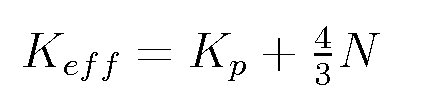 $K_{eff} = K_p + \frac{4}{3}N$